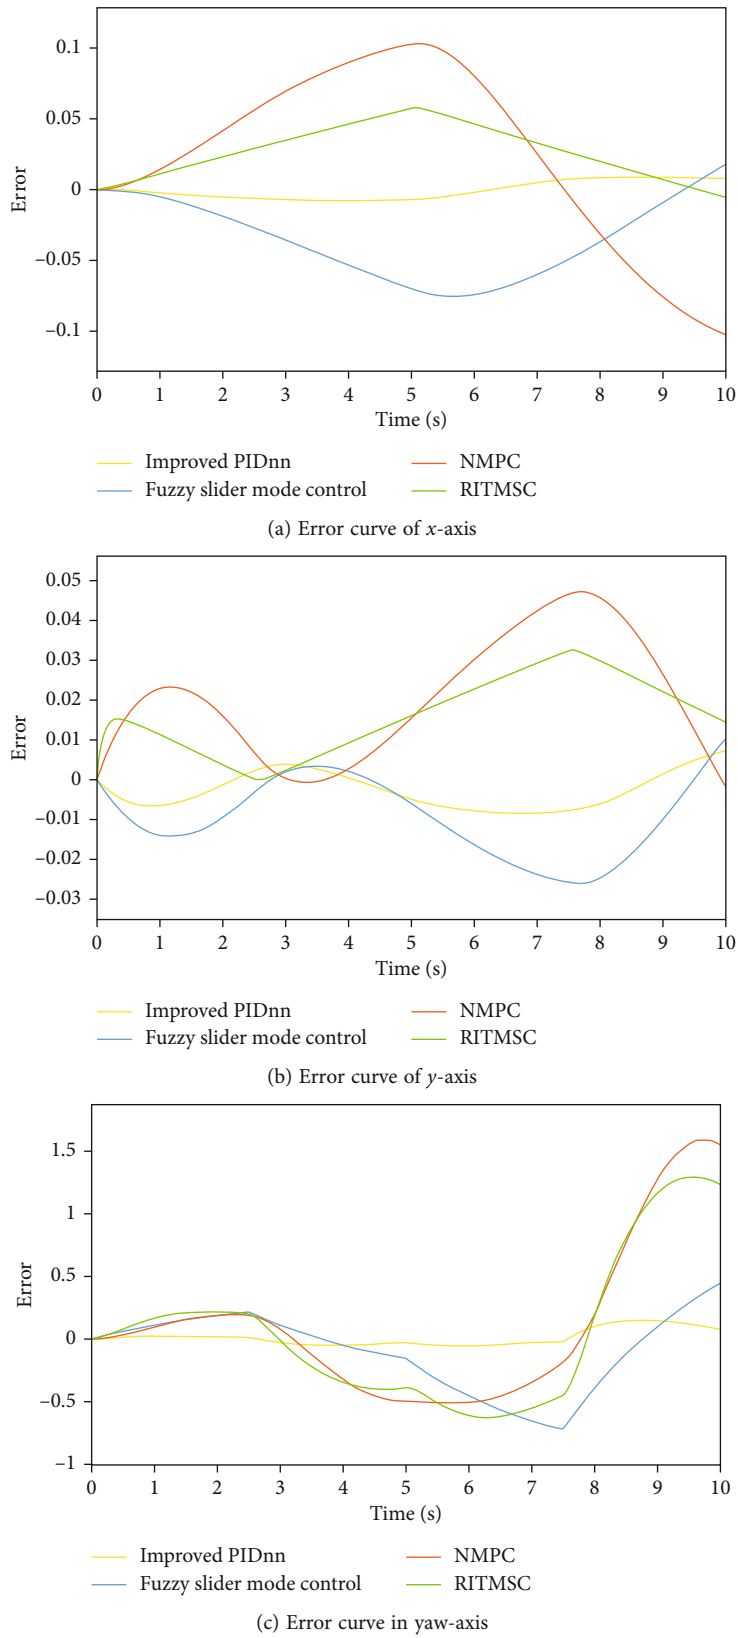 0.1
0.05
0
−0.05
−0.1
Error
0 1 2 3 4 5 6 7 8 9 10
Time (s)
Improved PIDnn NMPC
Fuzzy slider mode control RITMSC
(a) Error curve of x-axis
0.05
0.04
0.03
0.02
0.01
0
−0.01
−0.02
−0.03
Error
0 1 2 3 4 5 6 7 8 9 10
Time (s)
Improved PIDnn NMPC
Fuzzy slider mode control RITMSC
(b) Error curve of y-axis
1.5
1
0.5
0
−0.5
−1
Error
0 1 2 3 4 5 6 7 8 9 10
Time (s)
Improved PIDnn NMPC
Fuzzy slider mode control RITMSC
(c) Error curve in yaw-axis